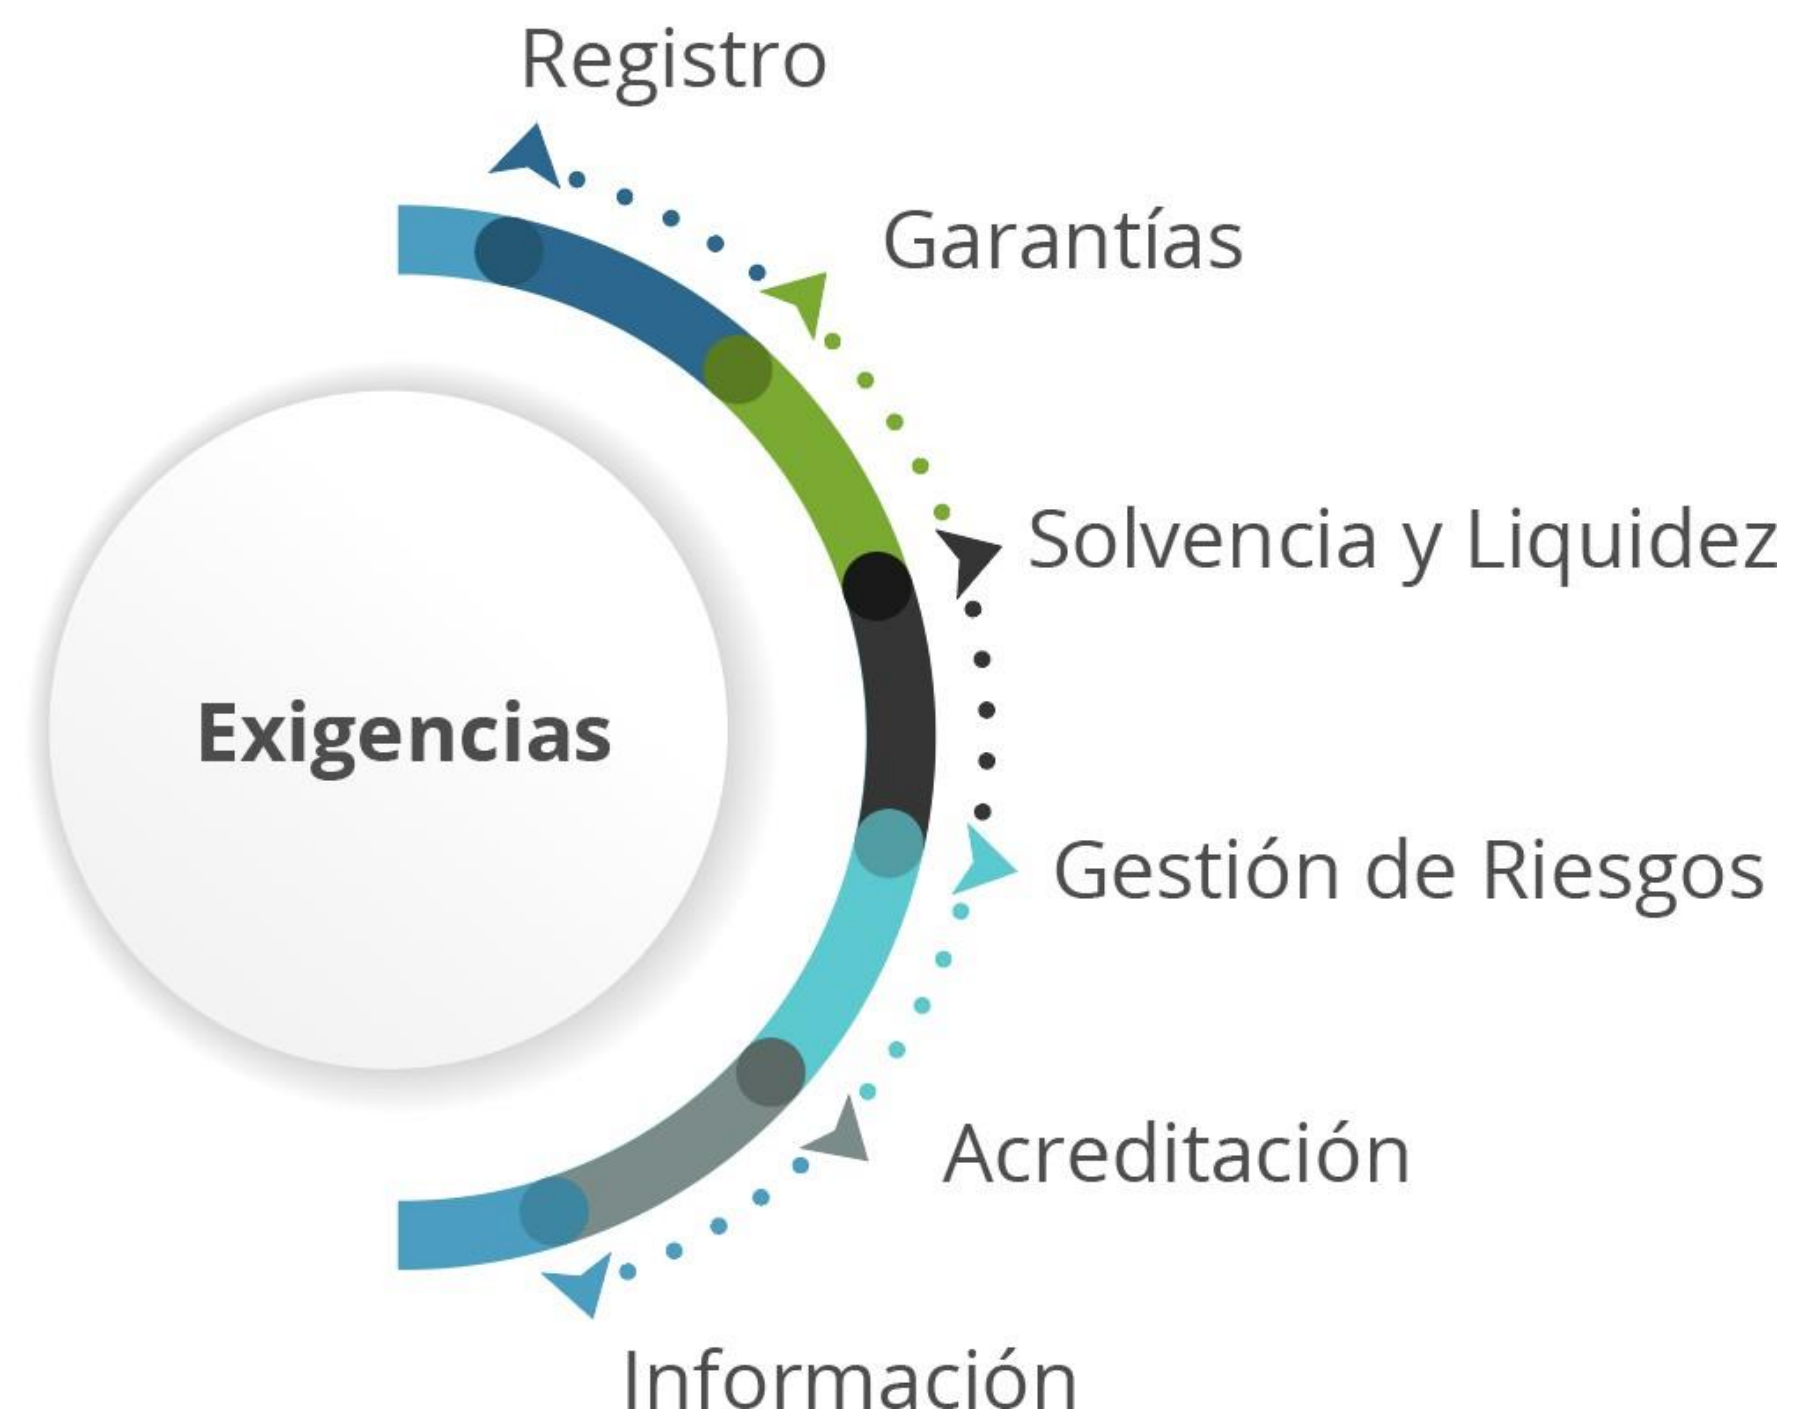 Registro
Garantías
Solvencia y Liquidez
Exigencias
Gestión de Riesgos
Acreditación
Información